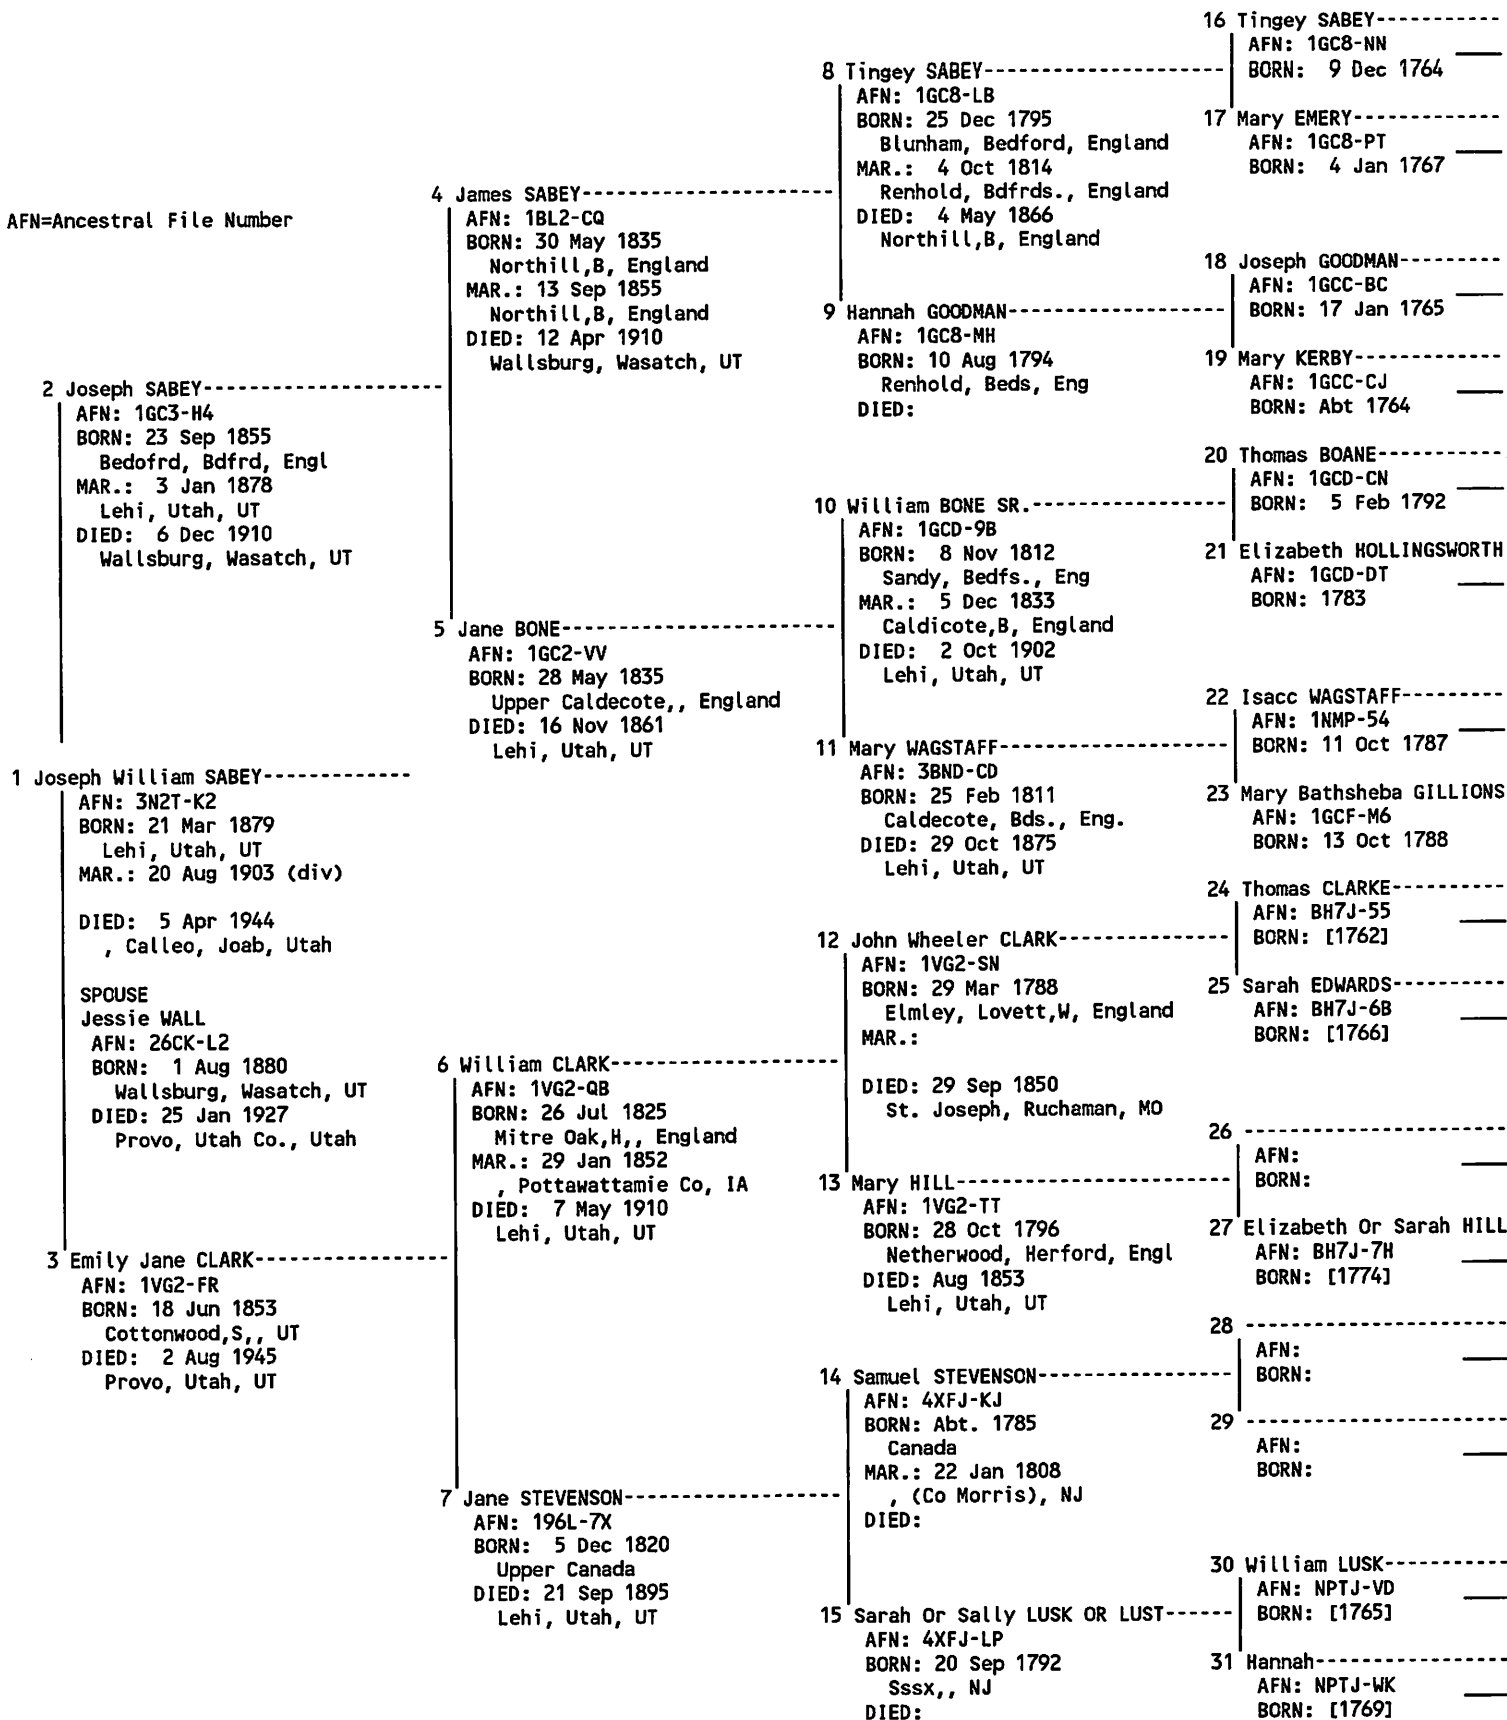 AFN=Ancestral File Number
1 Joseph William SABEY-------------
AFN: 3N2T-K2
BORN: 21 Mar 1879
Lehi, Utah, UT
MAR.: 20 Aug 1903 (div)
DIED: 5 Apr 1944
, Calleo, Joab, Utah
SPOUSE
Jessie WALL
AFN: 26CK-L2
BORN: 1 Aug 1880
Wallsburg, Wasatch, UT
DIED: 25 Jan 1927
Provo, Utah Co., Utah
2 Joseph SABEY--------------------
AFN: 1GC3-H4
BORN: 23 Sep 1855
Bedofrd, Bdfrd, Engl
MAR.: 3 Jan 1878
Lehi, Utah, UT
DIED: 6 Dec 1910
Wallsburg, Wasatch, UT
3 Emily Jane CLARK----------------
AFN: 1VG2-FR
BORN: 18 Jun 1853
Cottonwood,S,, UT
DIED: 2 Aug 1945
Provo, Utah, UT
4 James SABEY---------------------
AFN: 1BL2-CQ
BORN: 30 May 1835
Northill,B, England
MAR.: 13 Sep 1855
Northill,B, England
DIED: 12 Apr 1910
Wallsburg, Wasatch, UT
5 Jane BONE-----------------------
AFN: 1GC2-VV
BORN: 28 May 1835
Upper Caldecote,, England
DIED: 16 Nov 1861
Lehi, Utah, UT
6 William CLARK-------------------
AFN: 1VG2-QB
BORN: 26 Jul 1825
Mitre Oak,H,, England
MAR.: 29 Jan 1852
, Pottawattamie Co, IA
DIED: 7 May 1910
Lehi, Utah, UT
7 Jane STEVENSON------------------
AFN: 196L-7X
BORN: 5 Dec 1820
Upper Canada
DIED: 21 Sep 1895
Lehi, Utah, UT
8 Tingey SABEY--------------------
AFN: 1GC8-LB
BORN: 25 Dec 1795
Blunham, Bedford, England
MAR.: 4 Oct 1814
Renhold, Bdfrds., England
DIED: 4 May 1866
Northill,B, England
9 Hannah GOODMAN------------------
AFN: 1GC8-MH
BORN: 10 Aug 1794
Renhold, Beds, Eng
DIED:
10 William BONE SR.----------------
AFN: 1GCD-9B
BORN: 8 Nov 1812
Sandy, Bedfs., Eng
MAR.: 5 Dec 1833
Caldicote,B, England
DIED: 2 Oct 1902
Lehi, Utah, UT
11 Mary WAGSTAFF-------------------
AFN: 3BND-CD
BORN: 25 Feb 1811
Caldecote, Bds., Eng.
DIED: 29 Oct 1875
Lehi, Utah, UT
12 John Wheeler CLARK--------------
AFN: 1VG2-SN
BORN: 29 Mar 1788
Elmley, Lovett,W, England
MAR.:
DIED: 29 Sep 1850
St. Joseph, Ruchaman, MO
13 Mary HILL-----------------------
AFN: 1VG2-TT
BORN: 28 Oct 1796
Netherwood, Herford, Engl
DIED: Aug 1853
Lehi, Utah, UT
14 Samuel STEVENSON----------------
AFN: 4XFJ-KJ
BORN: Abt. 1785
Canada
MAR.: 22 Jan 1808
, (Co Morris), NJ
DIED:
15 Sarah Or Sally LUSK OR LUST------
AFN: 4XFJ-LP
BORN: 20 Sep 1792
Sssx,, NJ
DIED:
16 Tingey SABEY-----------
AFN: 1GC8-NN
BORN: 9 Dec 1764
17 Mary EMERY-------------
AFN: 1GC8-PT
BORN: 4 Jan 1767
18 Joseph GOODMAN---------
AFN: 1GCC-BC
BORN: 17 Jan 1765
19 Mary KERBY-------------
AFN: 1GCC-CJ
BORN: Abt 1764
20 Thomas BOANE-----------
AFN: 1GCD-CN
BORN: 5 Feb 1792
21 Elizabeth HOLLINGSWORTH
AFN: 1GCD-DT
BORN: 1783
22 Isacc WAGSTAFF---------
AFN: 1NMP-54
BORN: 11 Oct 1787
23 Mary Bathsheba GILLIONS
AFN: 1GCF-M6
BORN: 13 Oct 1788
24 Thomas CLARKE----------
AFN: BH7J-55
BORN: [1762]
25 Sarah EDWARDS----------
AFN: BH7J-6B
BORN: [1766]
26 -----------------------
AFN:
BORN:
27 Elizabeth Or Sarah HILL
AFN: BH7J-7H
BORN: [1774]
28 -----------------------
AFN:
BORN:
29 -----------------------
AFN:
BORN:
30 William LUSK-----------
AFN: NPTJ-VD
BORN: [1765]
31 Hannah-----------------
AFN: NPTJ-WK
BORN: [1769]